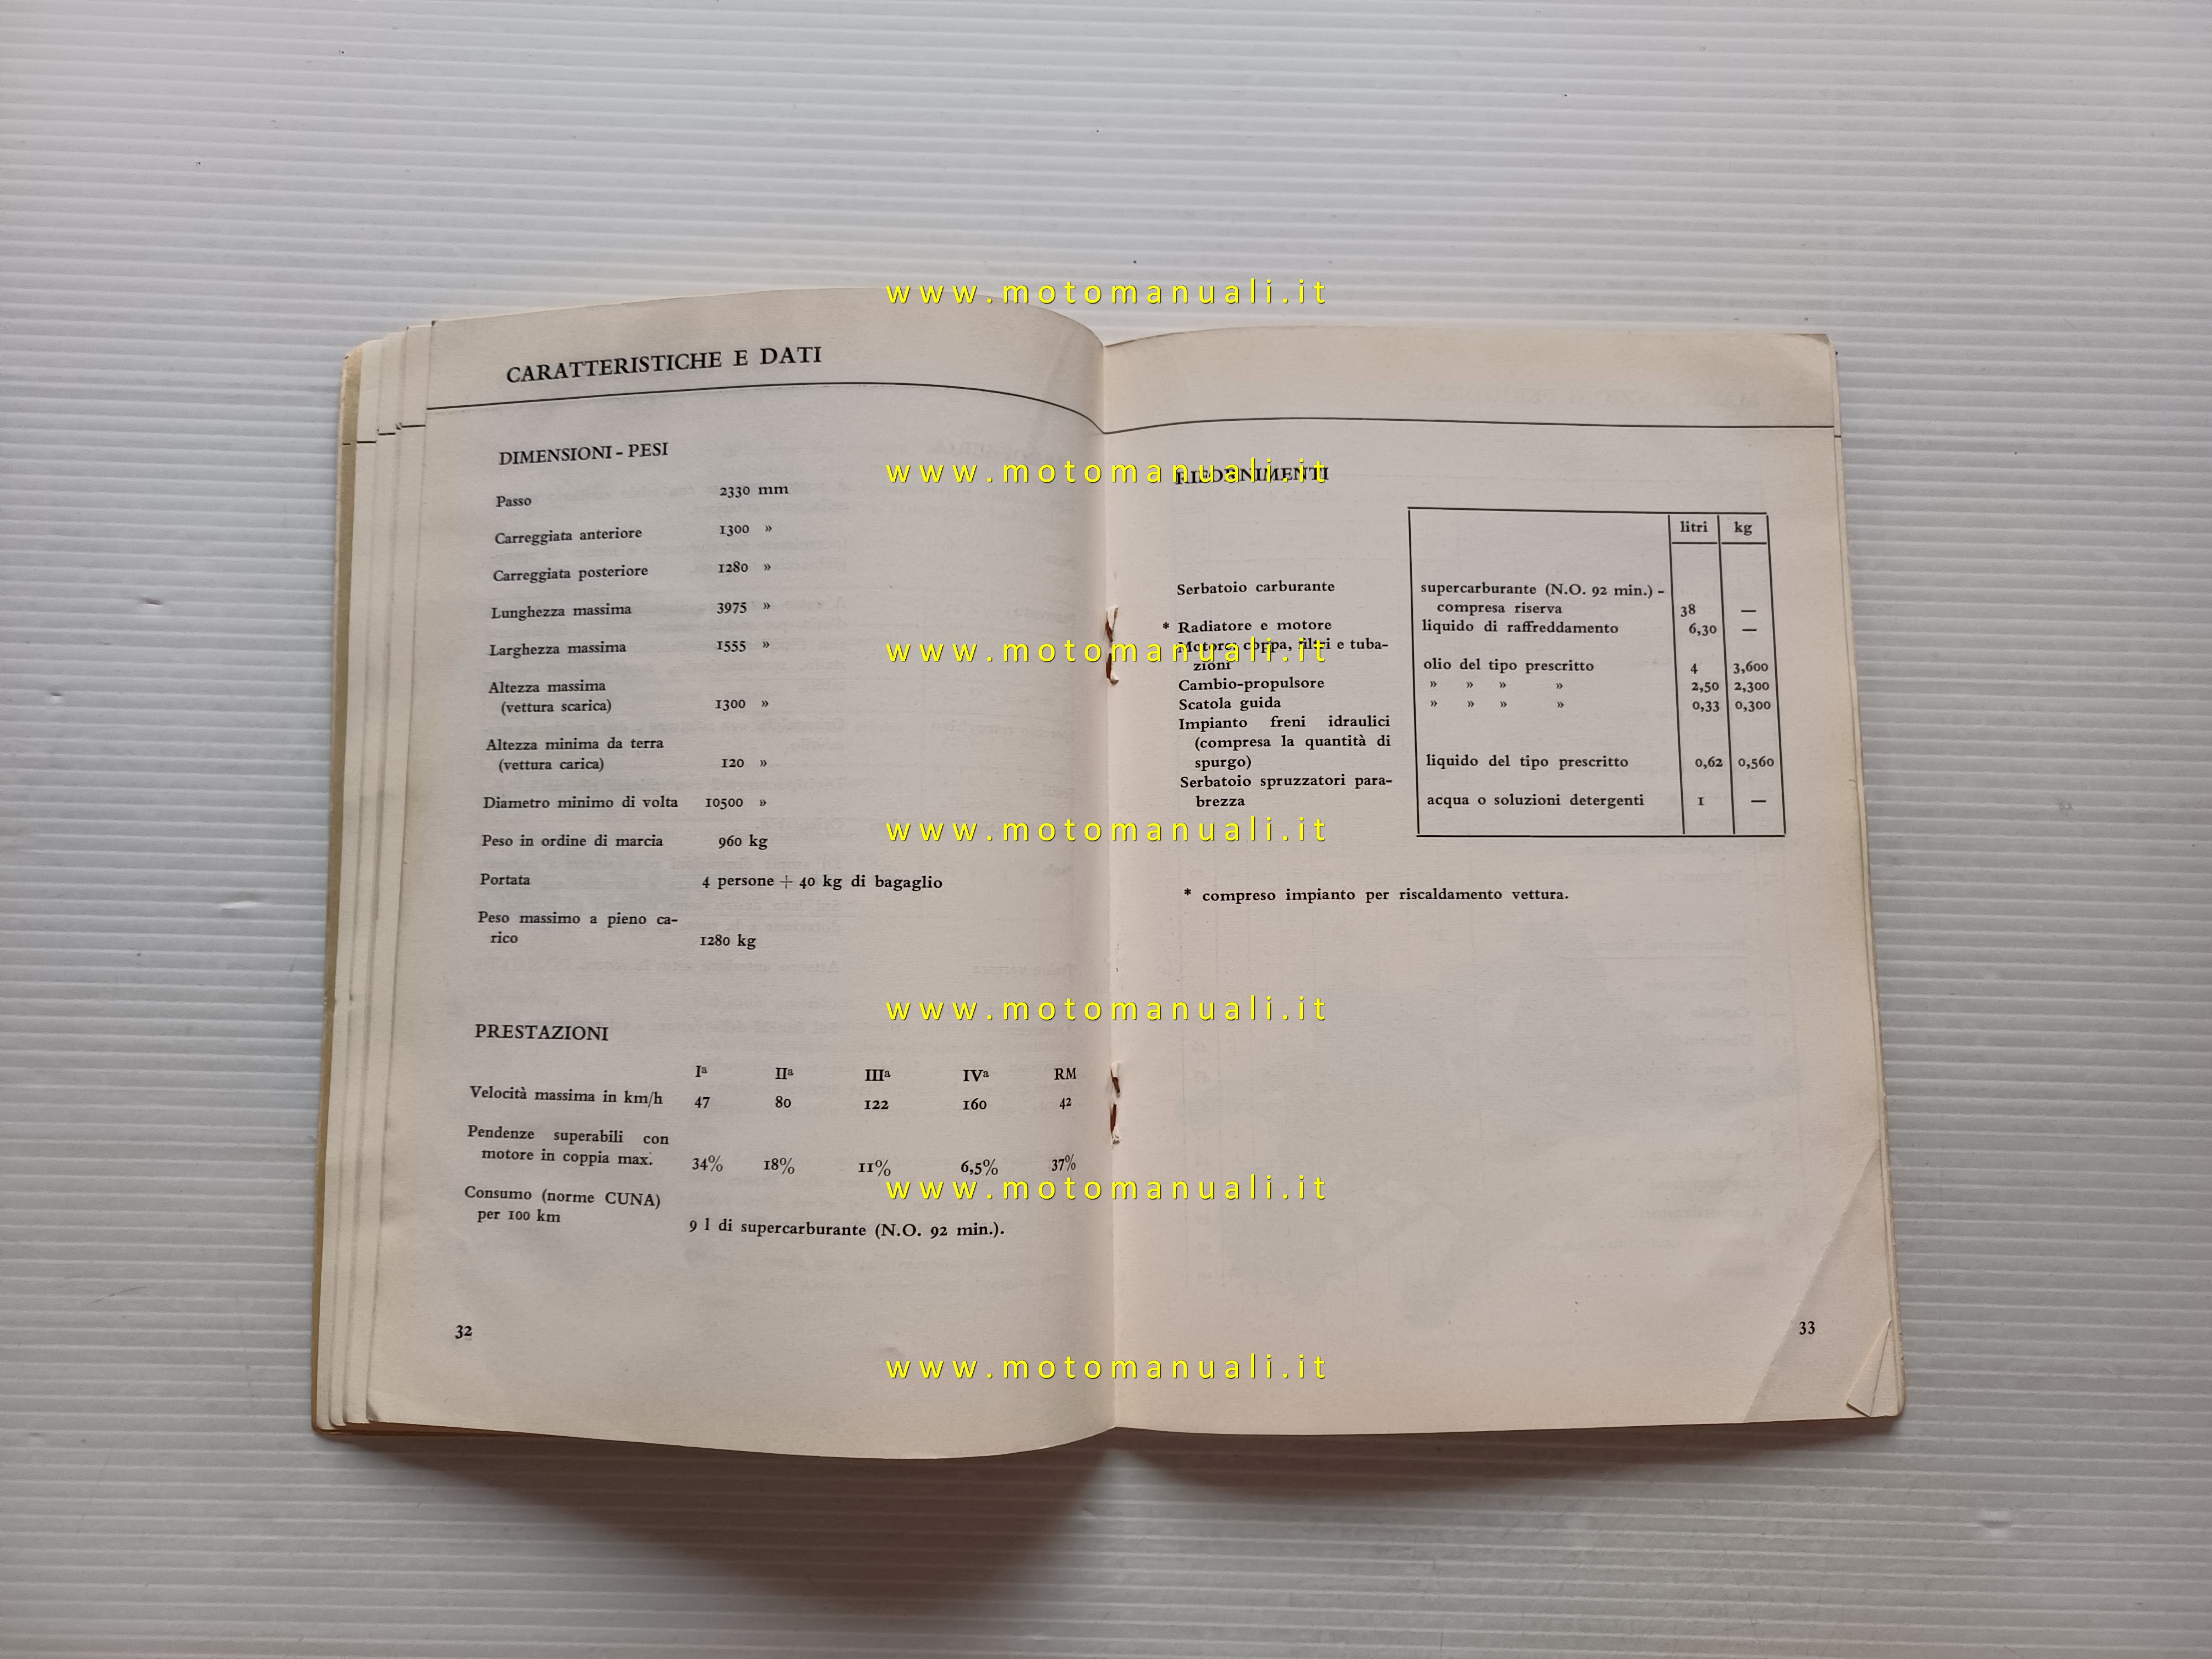 www.motomanuali.it
CARATTERISTICHE E DATI
DIMENSIONI - PESI
Passo 2330 mm
Carreggiata anteriore 1300 »
Carreggiata posteriore 1280 »
Lunghezza massima 3975 »
Larghezza massima 1555 »
Altezza massima
(vettura scarica) 1300 »
Altezza minima da terra
(vettura carica) 120 »
Diametro minimo di volta 10500 »
Peso in ordine di marcia 960 kg
Portata 4 persone + 40 kg di bagaglio
Peso massimo a pieno ca-
rico 1280 kg
PRESTAZIONI
Iª IIª IIIª IVª RM
Velocità massima in km/h 47 80 122 160 42
Pendenze superabili con
motore in coppia max. 34% 18% 11% 6,5% 37%
Consumo (norme CUNA)
per 100 km 9 l di supercarburante (N.O. 92 min.).
32
www.motomanuali.it
RIFORNIMENTI
litri kg
Serbatoio carburante supercarburante (N.O. 92 min.) -
compresa riserva 38 —
* Radiatore e motore liquido di raffreddamento 6,30 —
www.motomanuali.it
Motore, coppa, filtri e tuba-
zioni olio del tipo prescritto 4 3,600
Cambio-propulsore » » » » 2,50 2,300
Scatola guida » » » » 0,33 0,300
Impianto freni idraulici
(compresa la quantità di
spurgo) liquido del tipo prescritto 0,62 0,560
Serbatoio spruzzatori para-
brezza acqua o soluzioni detergenti 1 —
www.motomanuali.it
* compreso impianto per riscaldamento vettura.
www.motomanuali.it
www.motomanuali.it
33
www.motomanuali.it